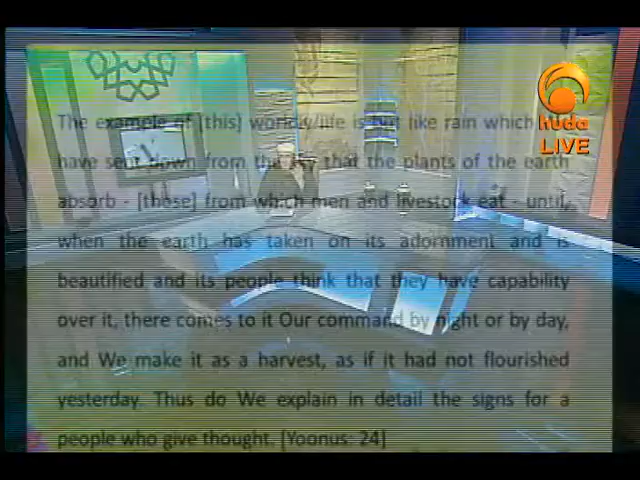 huda
LIVE
The example of [this] worldly life is but like rain which
have sent down from the that the plants of the earth
absorb - [those] from which men and livestock eat - until,
when the earth has taken on its adornment and is
beautified and its people think that they have capability
over it, there comes to it Our command by night or by day,
and We make it as a harvest, as if it had not flourished
yesterday. Thus do We explain in detail the signs for a
people who give thought. [Yoonus: 24]